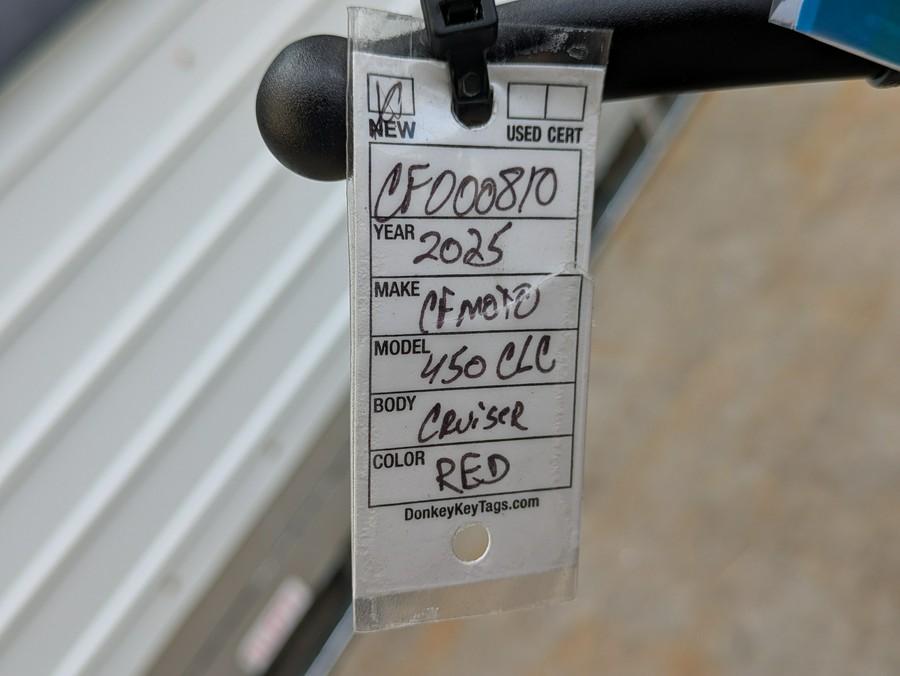 NEW USED CERT
CF000810
YEAR 2025
MAKE CFMOTO
MODEL 450 CLC
BODY CRUISER
COLOR RED
DonkeyKeyTags.com